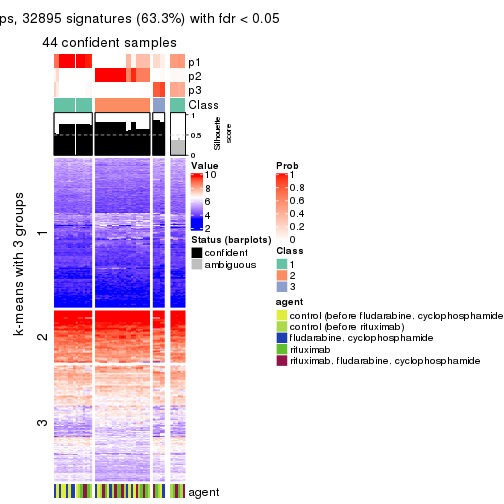 ps, 32895 signatures (63.3%) with fdr < 0.05
44 confident samples
p1
p2
p3
Class
1
0.5
0
Silhouette
score
k-means with 3 groups
1
2
3
agent
Value
10
8
6
4
2
Status (barplots)
confident
ambiguous
Prob
1
0.8
0.6
0.4
0.2
0
Class
1
2
3
agent
control (before fludarabine, cyclophosphamide
control (before rituximab)
fludarabine, cyclophosphamide
rituximab
rituximab, fludarabine, cyclophosphamide